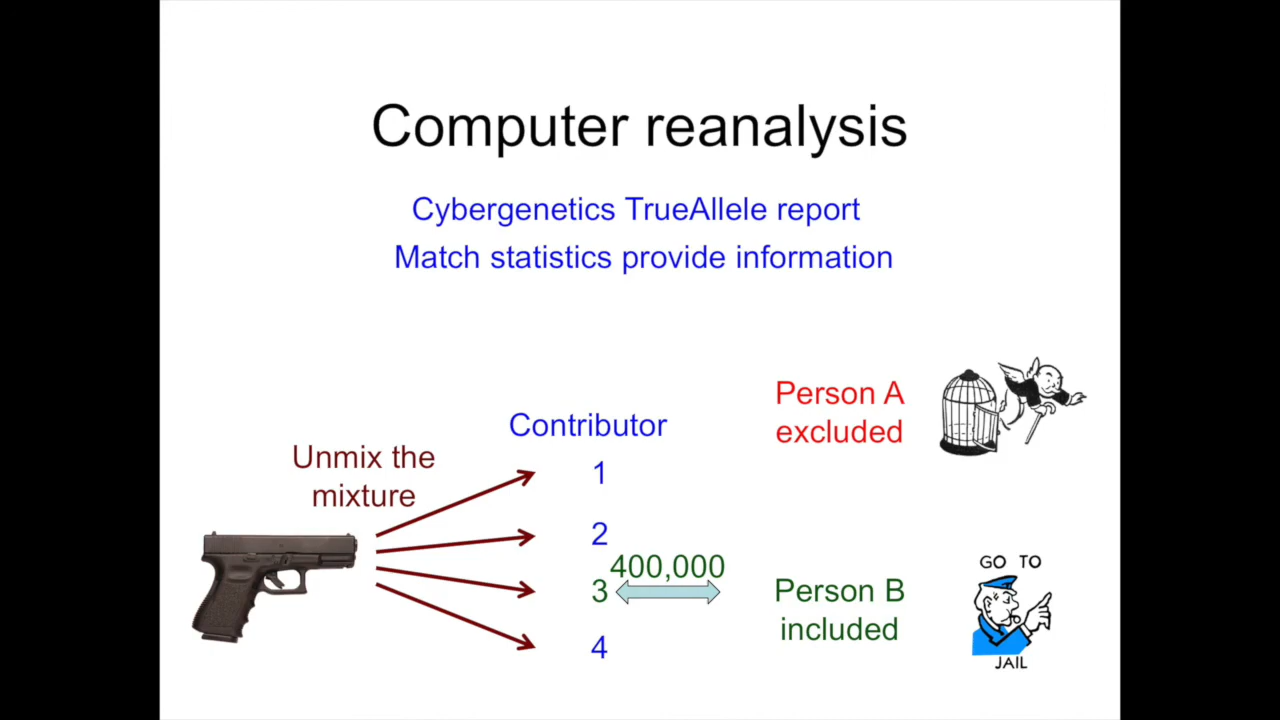 Computer reanalysis
Cybergenetics TrueAllele report
Match statistics provide information
Person A
excluded
Contributor
Unmix the
mixture
1
2
400,000
3
4
Person B
included
GO TO
JAIL